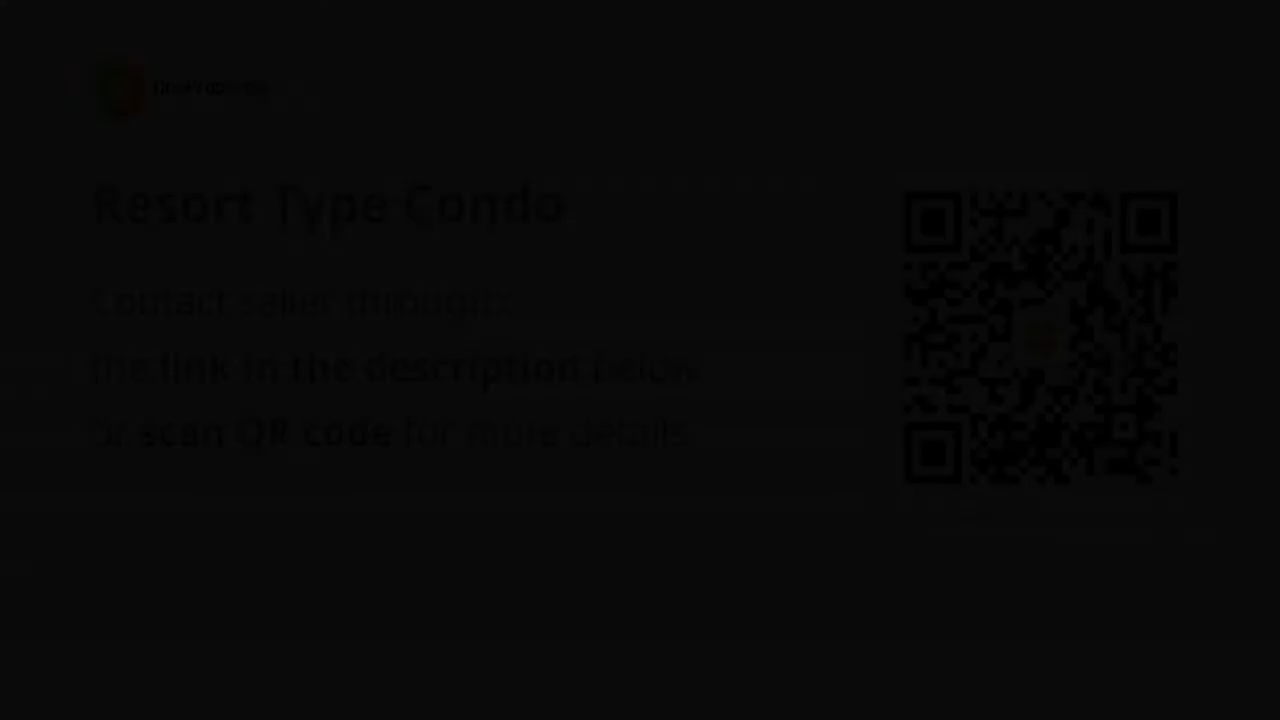 Resort Type Condo
Contact seller through:
the link in the description below
or scan QR code for more details